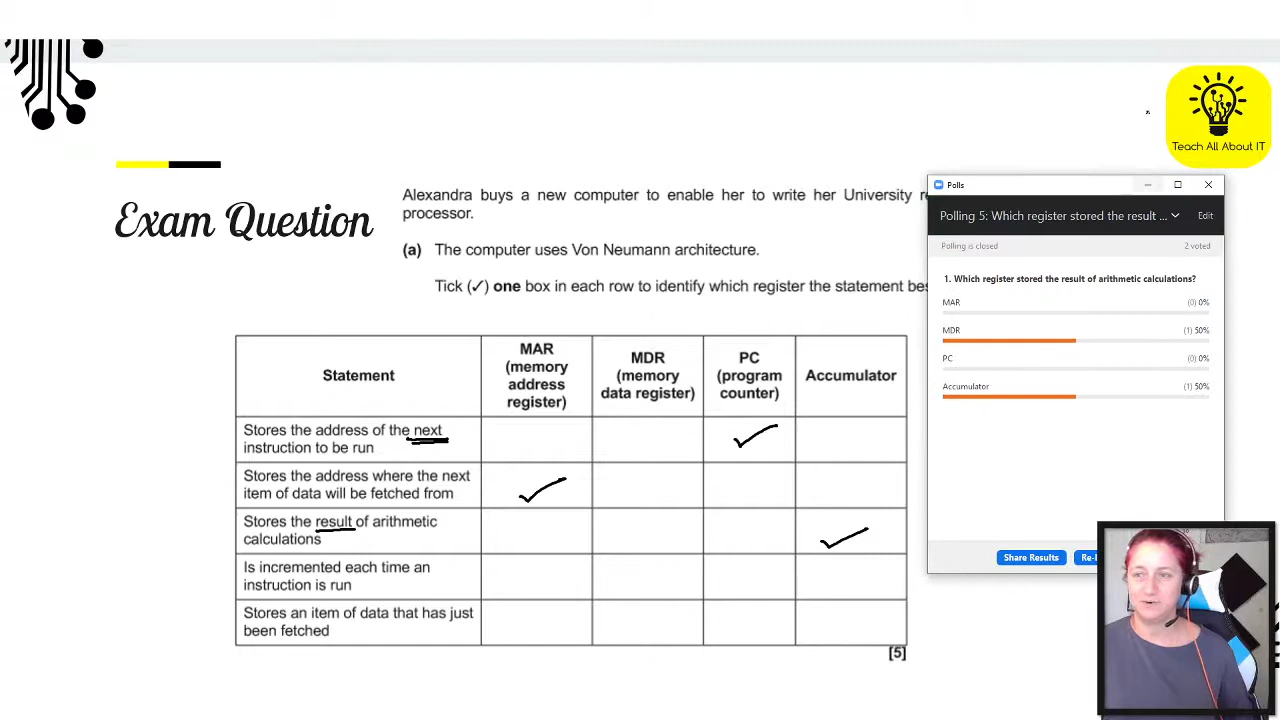 Teach All About IT
Exam Question
Alexandra buys a new computer to enable her to write her University
processor.
(a) The computer uses Von Neumann architecture.
Tick (✓) one box in each row to identify which register the statement
Statement
MAR
(memory
address
register)
MDR
(memory
data register)
PC
(program
counter)
Accumulator
Stores the address of the next
instruction to be run
Stores the address where the next
item of data will be fetched from
Stores the result of arithmetic
calculations
Is incremented each time an
instruction is run
Stores an item of data that has just
been fetched
[5]
Polls
Polling 5: Which register stored the result ...
Edit
Polling is closed
2 voted
1. Which register stored the result of arithmetic calculations?
MAR (0) 0%
MDR (1) 50%
PC (0) 0%
Accumulator (1) 50%
Share Results